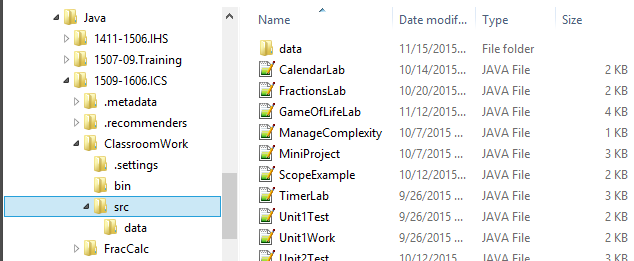 Java
1411-1506.IHS
1507-09.Training
1509-1606.ICS
.metadata
.recommenders
ClassroomWork
.settings
bin
src
data
FracCalc
Name Date modif... Type Size
data 11/15/2015... File folder
CalendarLab 10/14/2015... JAVA File 2 KB
FractionsLab 10/20/2015... JAVA File 2 KB
GameOfLifeLab 11/12/2015... JAVA File 4 KB
ManageComplexity 10/7/2015 ... JAVA File 2 KB
MiniProject 10/7/2015 ... JAVA File 3 KB
ScopeExample 10/12/2015... JAVA File 2 KB
TimerLab 9/26/2015 ... JAVA File 3 KB
Unit1Test 9/26/2015 ... JAVA File 2 KB
Unit1Work 9/26/2015 ... JAVA File 2 KB
Unit2Test 10/12/2015... JAVA File 3 KB